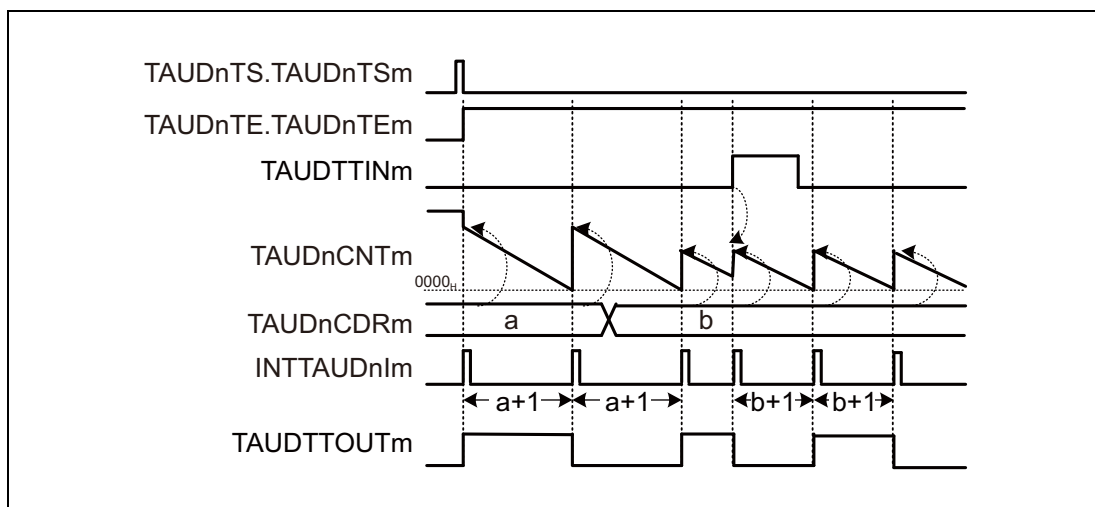 TAUDnTS.TAUDnTSm
TAUDnTE.TAUDnTEm
TAUDTTINm
TAUDnCNTm
0000H
TAUDnCDRm
a
b
INTTAUDnIm
a+1 a+1 b+1 b+1
TAUDTTOUTm